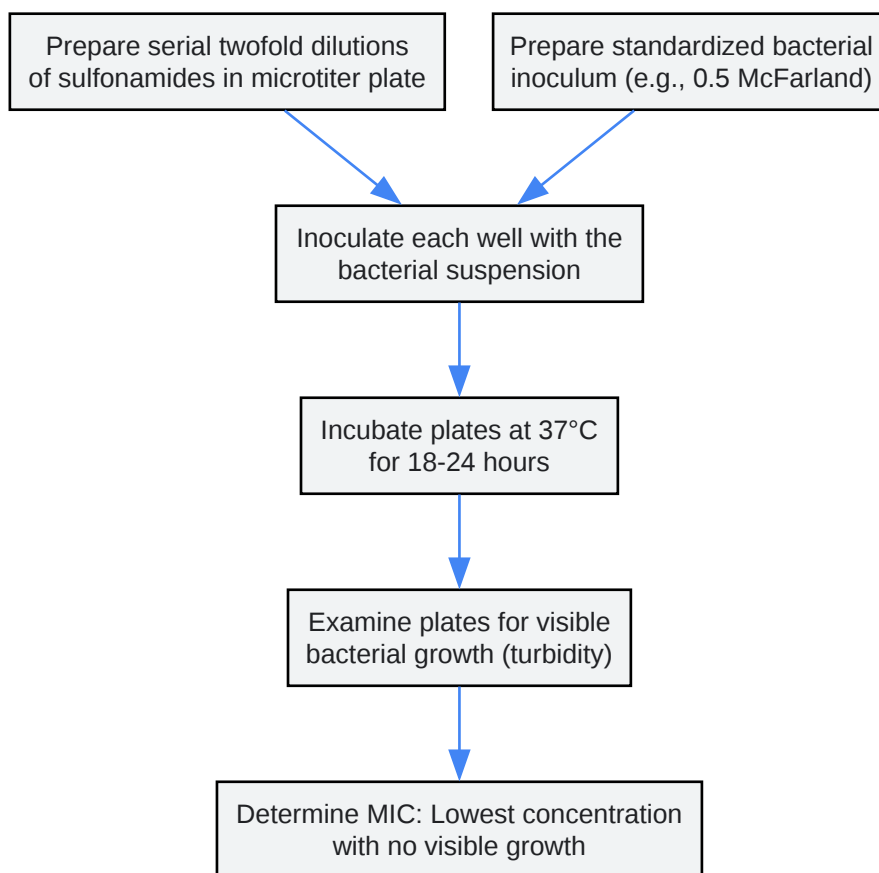 Prepare serial twofold dilutions
of sulfonamides in microtiter plate
Prepare standardized bacterial
inoculum (e.g., 0.5 McFarland)
Inoculate each well with the
bacterial suspension
Incubate plates at 37°C
for 18-24 hours
Examine plates for visible
bacterial growth (turbidity)
Determine MIC: Lowest concentration
with no visible growth